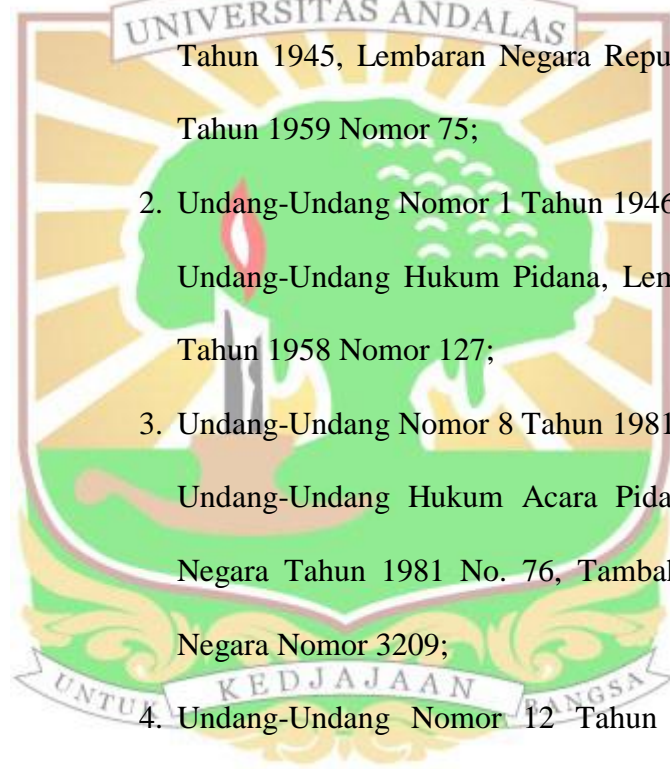 UNIVERSITAS ANDALAS
Tahun 1945, Lembaran Negara Repu
Tahun 1959 Nomor 75;
2. Undang-Undang Nomor 1 Tahun 1946
Undang-Undang Hukum Pidana, Lem
Tahun 1958 Nomor 127;
3. Undang-Undang Nomor 8 Tahun 1981
Undang-Undang Hukum Acara Pida
Negara Tahun 1981 No. 76, Tamba
Negara Nomor 3209;
UNTUK KEDJAJAAN BANGSA
4. Undang-Undang Nomor 12 Tahun